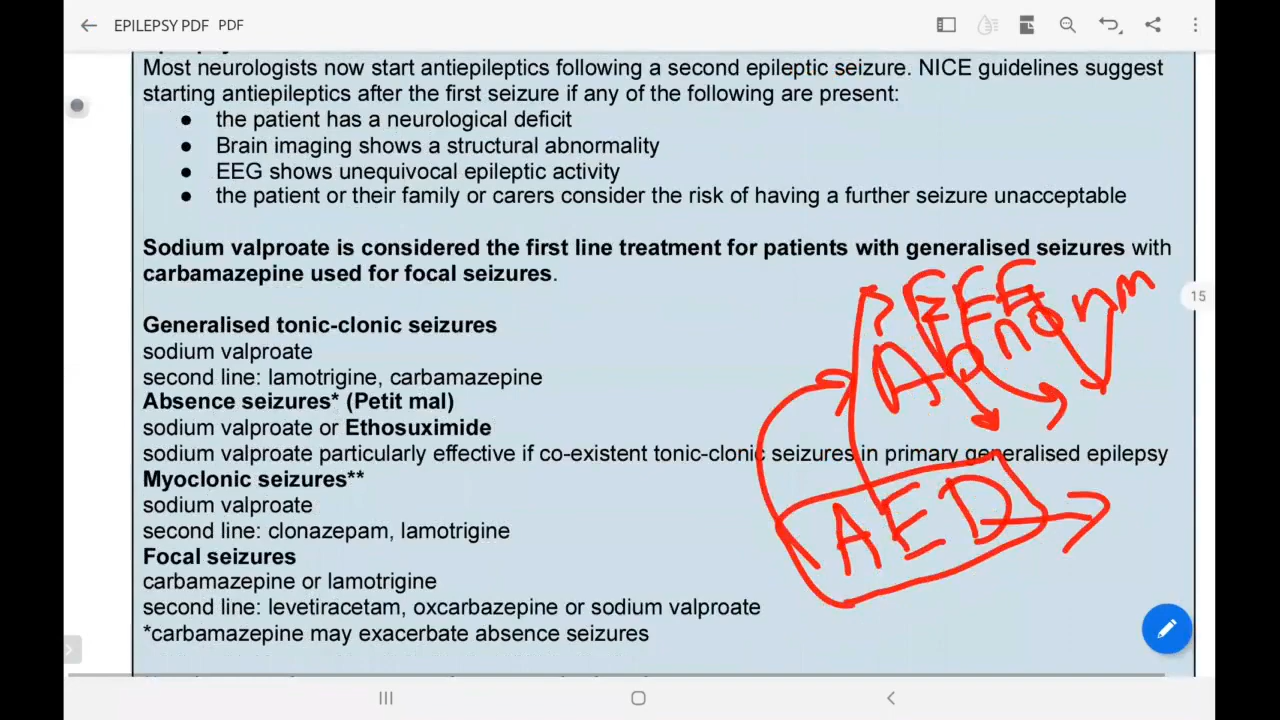 EPILEPSY PDF PDF
Most neurologists now start antiepileptics following a second epileptic seizure. NICE guidelines suggest
starting antiepileptics after the first seizure if any of the following are present:
● the patient has a neurological deficit
● Brain imaging shows a structural abnormality
● EEG shows unequivocal epileptic activity
● the patient or their family or carers consider the risk of having a further seizure unacceptable
Sodium valproate is considered the first line treatment for patients with generalised seizures with
carbamazepine used for focal seizures.
15
Generalised tonic-clonic seizures
sodium valproate
second line: lamotrigine, carbamazepine
Absence seizures* (Petit mal)
sodium valproate or Ethosuximide
sodium valproate particularly effective if co-existent tonic-clonic seizures in primary generalised epilepsy
Myoclonic seizures**
sodium valproate
second line: clonazepam, lamotrigine
AED
Focal seizures
carbamazepine or lamotrigine
second line: levetiracetam, oxcarbazepine or sodium valproate
*carbamazepine may exacerbate absence seizures